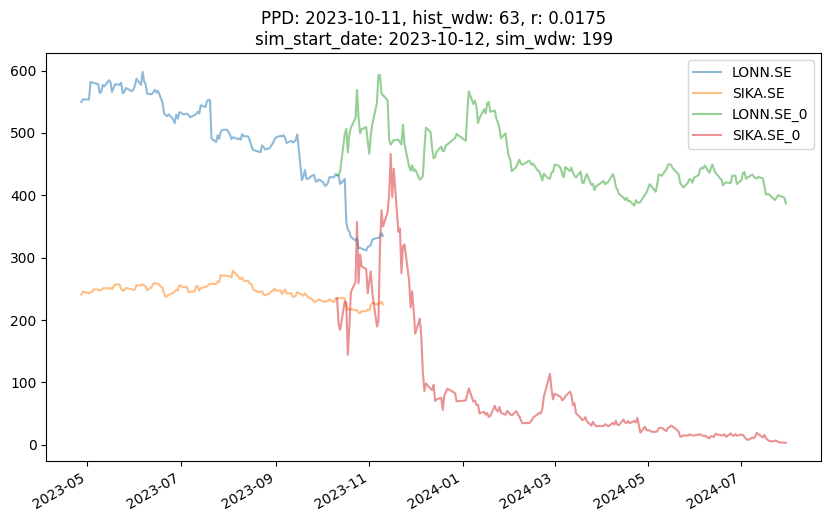 PPD: 2023-10-11, hist_wdw: 63, r: 0.0175
sim_start_date: 2023-10-12, sim_wdw: 199
LONN.SE
SIKA.SE
LONN.SE_0
SIKA.SE_0
600
500
400
300
200
100
0
2023-05
2023-07
2023-09
2023-11
2024-01
2024-03
2024-05
2024-07